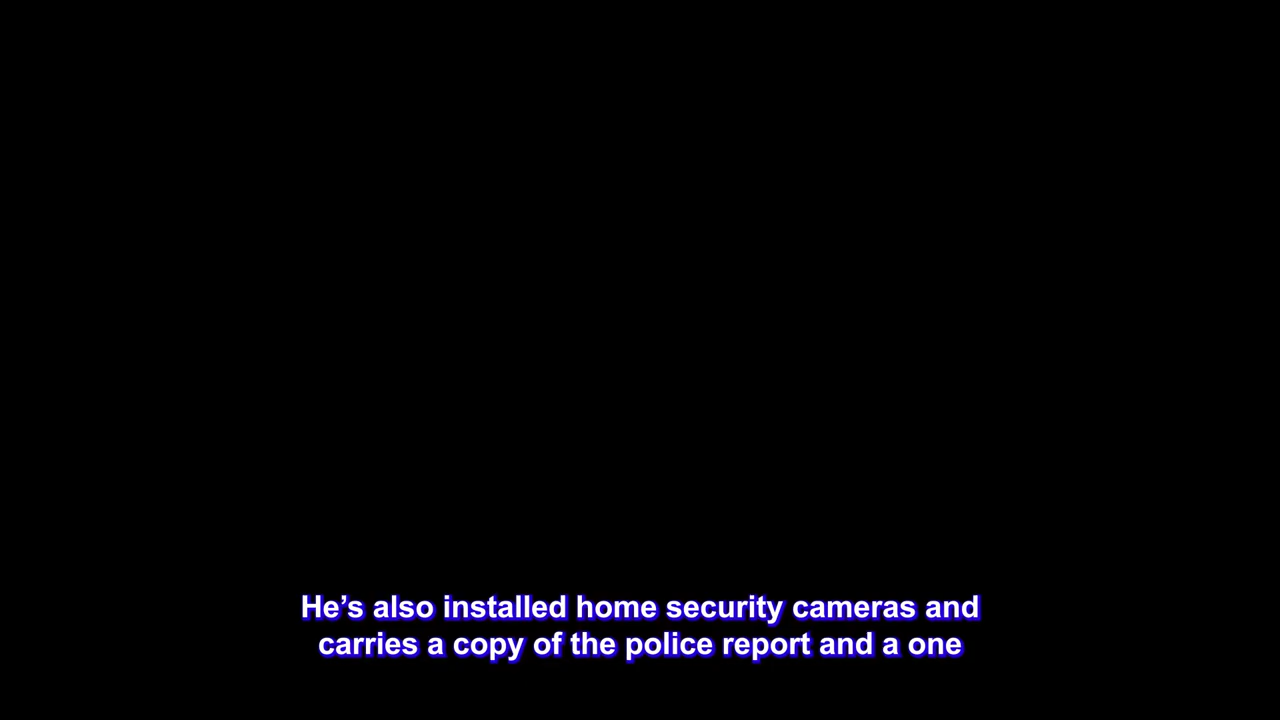 He’s also installed home security cameras and
carries a copy of the police report and a one